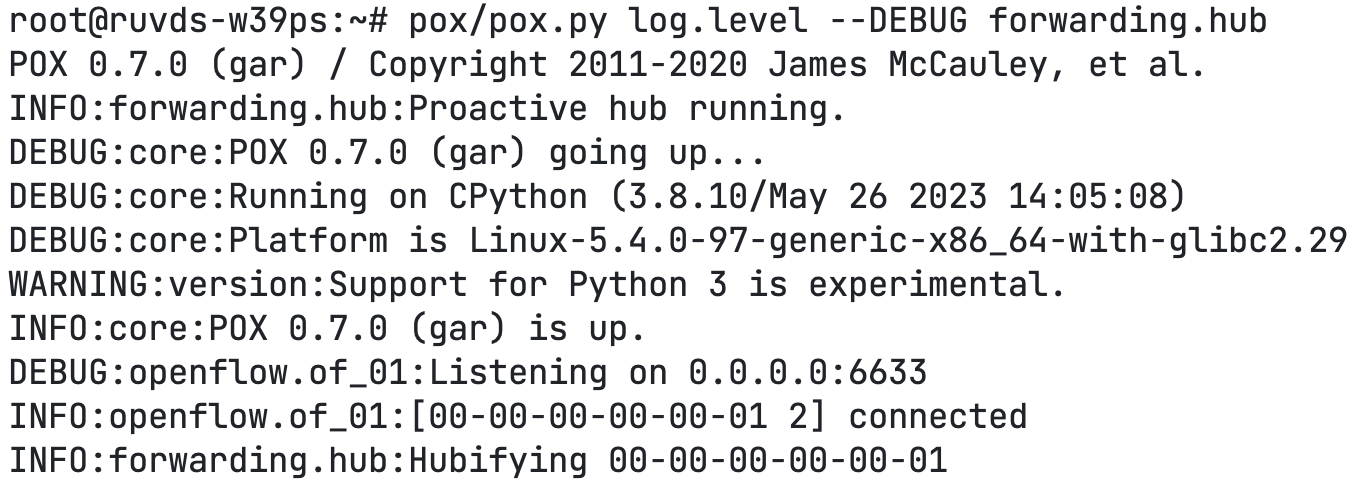 root@ruvds-w39ps:~# pox/pox.py log.level --DEBUG forwarding.hub
POX 0.7.0 (gar) / Copyright 2011-2020 James McCauley, et al.
INFO:forwarding.hub:Proactive hub running.
DEBUG:core:POX 0.7.0 (gar) going up...
DEBUG:core:Running on CPython (3.8.10/May 26 2023 14:05:08)
DEBUG:core:Platform is Linux-5.4.0-97-generic-x86_64-with-glibc2.29
WARNING:version:Support for Python 3 is experimental.
INFO:core:POX 0.7.0 (gar) is up.
DEBUG:openflow.of_01:Listening on 0.0.0.0:6633
INFO:openflow.of_01:[00-00-00-00-00-01 2] connected
INFO:forwarding.hub:Hubifying 00-00-00-00-00-01